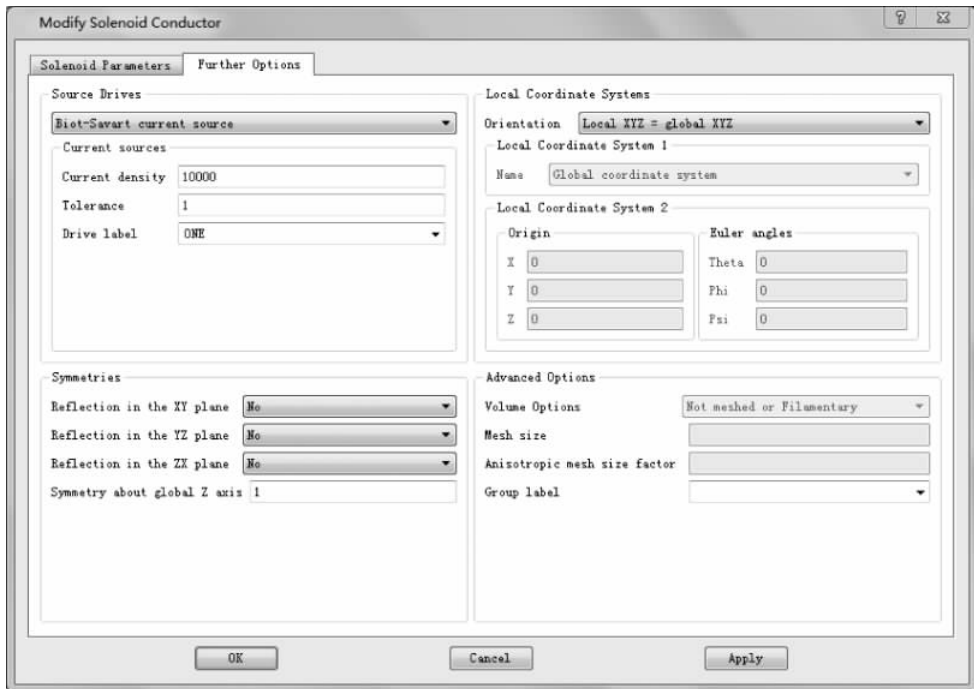 Modify Solenoid Conductor
Solenoid Parameters
Further Options
Source Drives
Biot-Savart current source
Current sources
Current density 10000
Tolerance 1
Drive label ONE
Local Coordinate Systems
Orientation Local XYZ = global XYZ
Local Coordinate System 1
Name Global coordinate system
Local Coordinate System 2
Origin
X 0
Y 0
Z 0
Euler angles
Theta 0
Phi 0
Psi 0
Symmetries
Reflection in the XY plane No
Reflection in the YZ plane No
Reflection in the ZX plane No
Symmetry about global Z axis 1
Advanced Options
Volume Options Not meshed or Filamentary
Mesh size
Anisotropic mesh size factor
Group label
OK
Cancel
Apply